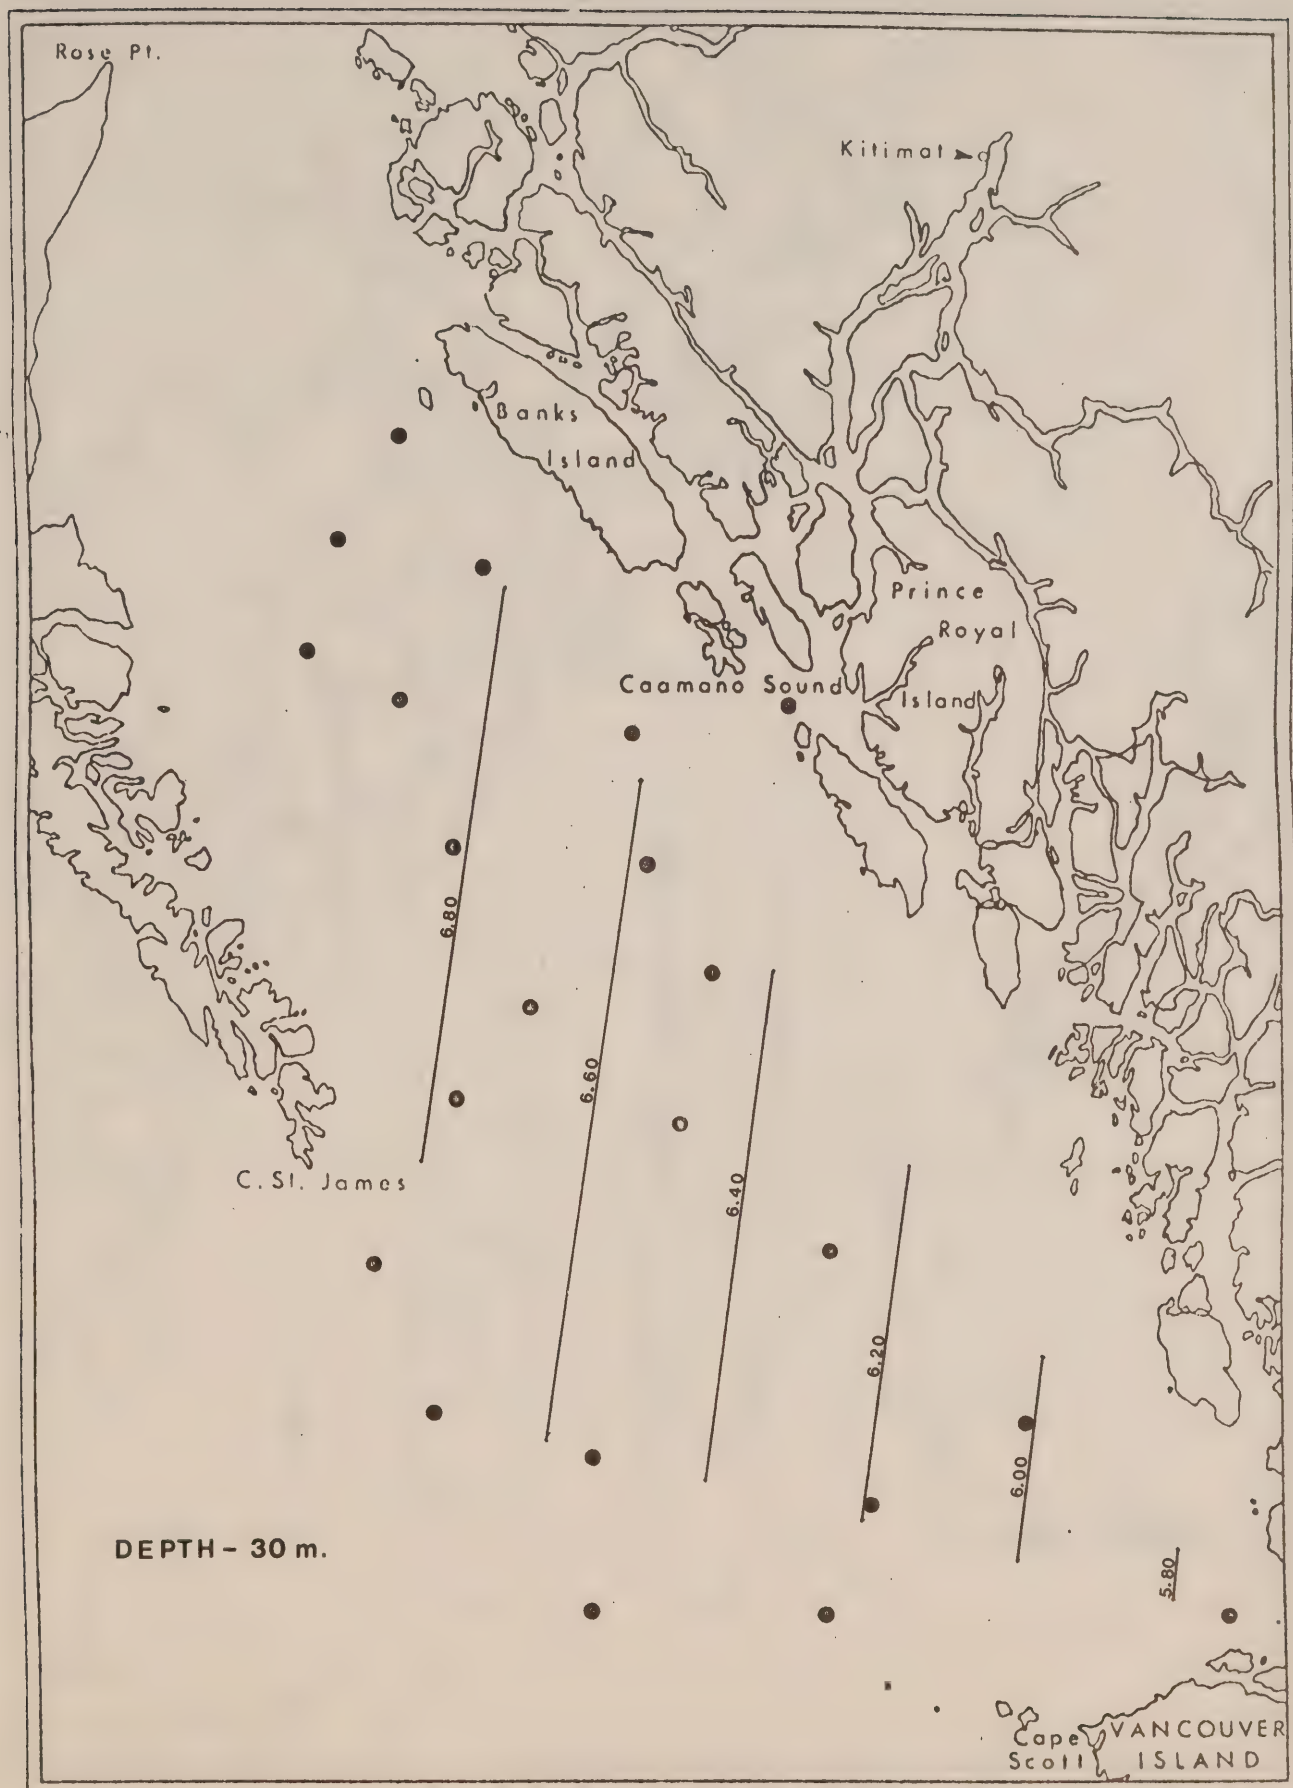 Rose Pt.
Kitimat
Banks
Island
Prince
Royal
Island
Caamano Sound
6.80
6.60
C. St. James
6.40
6.20
6.00
DEPTH – 30 m.
5.80
Cape
Scott
VANCOUVER
ISLAND